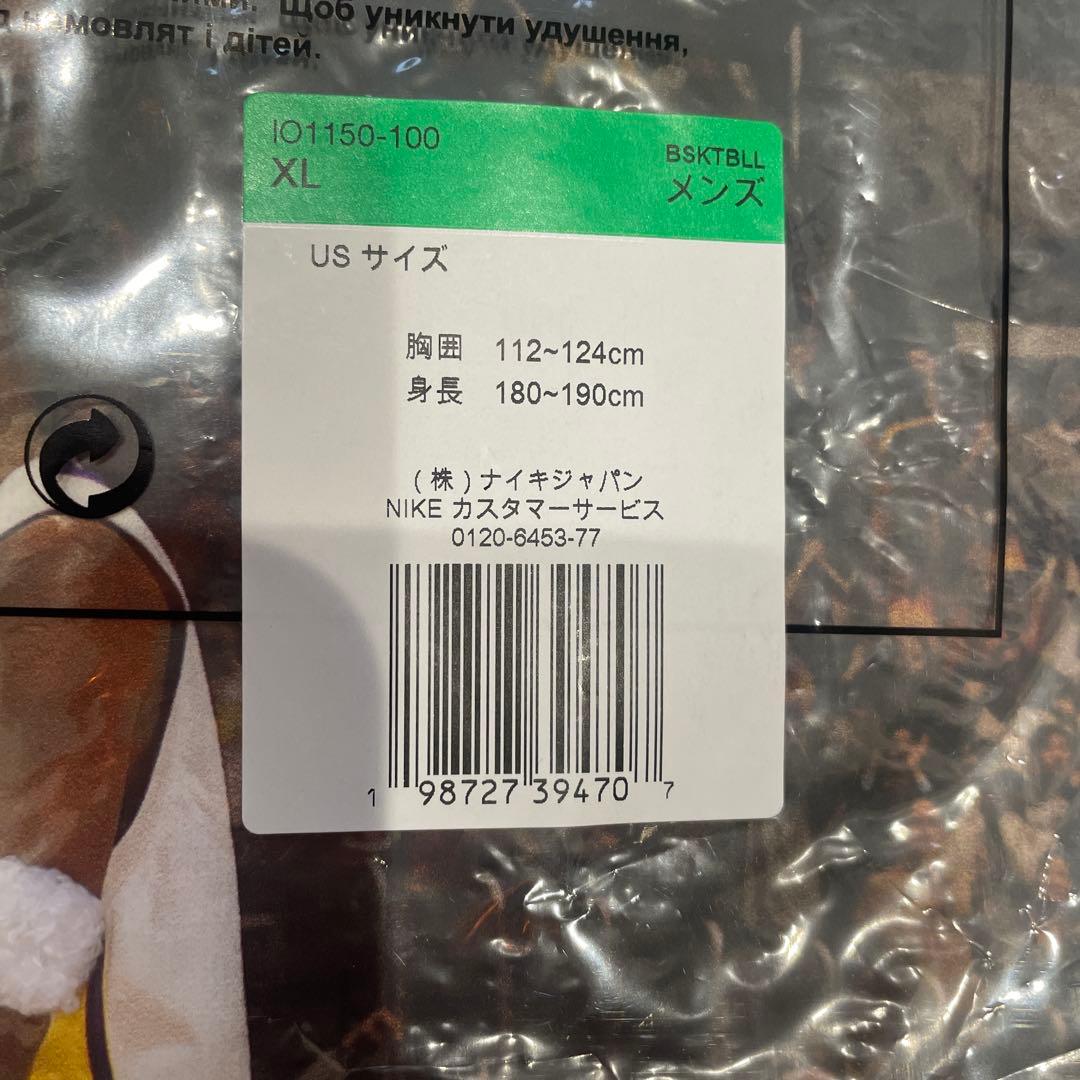 Щоб уникнути удушення,
немовлят і дітей.
IO1150-100
XL
BSKTBLL
メンズ
US サイズ
胸囲 112~124cm
身長 180~190cm
(株)ナイキジャパン
NIKE カスタマーサービス
0120-6453-77
1 98727 39470 7